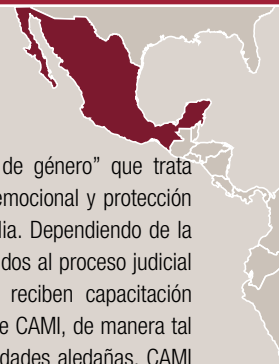 de género” que trata
emocional y protección
lia. Dependiendo de la
dos al proceso judicial
reciben capacitación
e CAMI, de manera tal
dades aledañas. CAMI